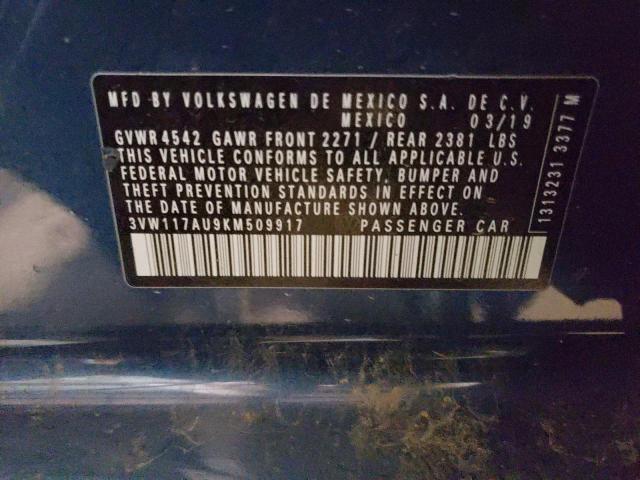 MFD BY VOLKSWAGEN DE MEXICO S.A. DE C.V.
MEXICO 03/19
GVWR 4542 GAWR FRONT 2271 / REAR 2381 LBS
THIS VEHICLE CONFORMS TO ALL APPLICABLE U.S.
FEDERAL MOTOR VEHICLE SAFETY, BUMPER AND
THEFT PREVENTION STANDARDS IN EFFECT ON
THE DATE OF MANUFACTURE SHOWN ABOVE.
3VW117AU9KM509917 PASSENGER CAR
1313231 3377 M